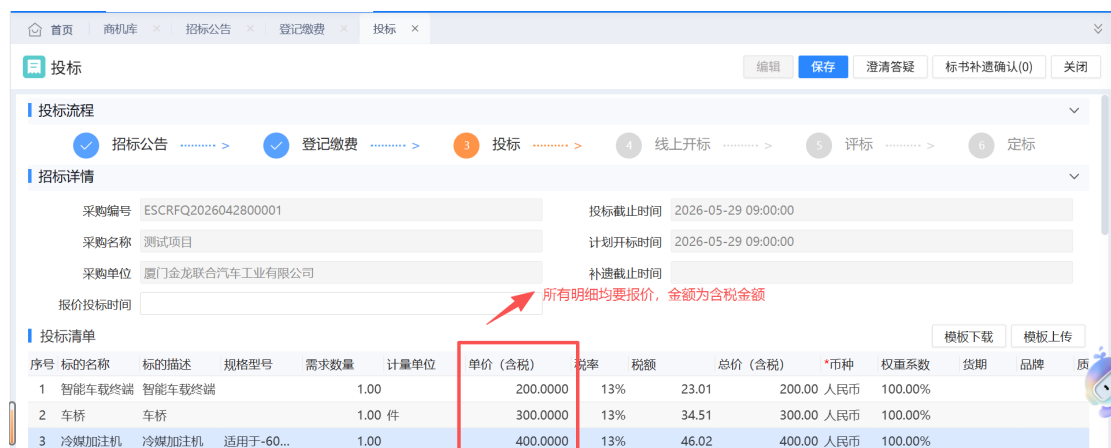 首页 商机库 × 招标公告 × 登记缴费 × 投标 ×
投标 编辑 保存 澄清答疑 标书补遗确认(0) 关闭
投标流程
招标公告 > 登记缴费 > 3 投标 > 4 线上开标 > 5 评标 > 6 定标
招标详情
采购编号 ESCRFQ2026042800001 投标截止时间 2026-05-29 09:00:00
采购名称 测试项目 计划开标时间 2026-05-29 09:00:00
采购单位 厦门金龙联合汽车工业有限公司 补遗截止时间
所有明细均要报价，金额为含税金额
报价投标时间
投标清单 模板下载 模板上传
序号 标的名称 标的描述 规格型号 需求数量 计量单位 单价（含税） 税率 税额 总价（含税） *币种 权重系数 货期 品牌 质
1 智能车载终端 智能车载终端 1.00 200.0000 13% 23.01 200.00 人民币 100.00%
2 车桥 车桥 1.00 件 300.0000 13% 34.51 300.00 人民币 100.00%
3 冷媒加注机 冷媒加注机 适用于-60... 1.00 400.0000 13% 46.02 400.00 人民币 100.00%